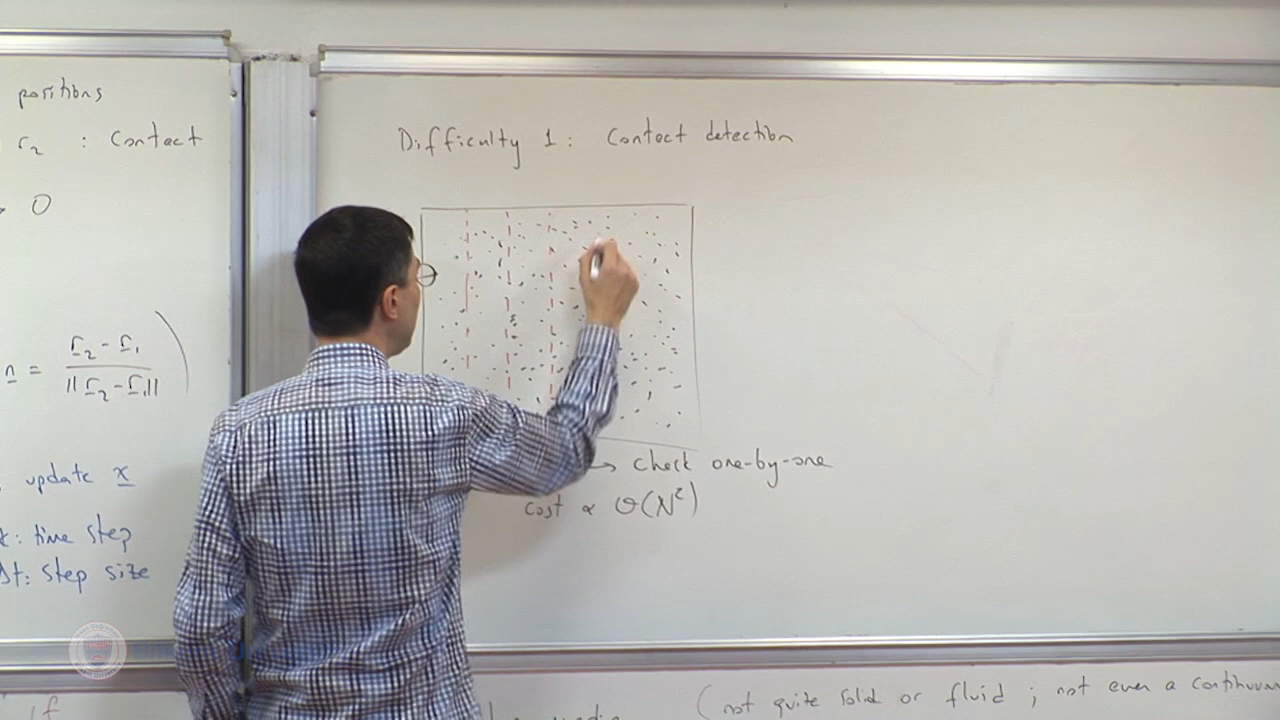 positions
r₂ : contact
0
n = r₂ - r₁ / ||r₂ - r₁||
update x
t: time step
Δt: step size
if
Difficulty 1: Contact detection
→ check one-by-one
cost ∝ O(N²)
(not quite solid or fluid ; not even a continuum